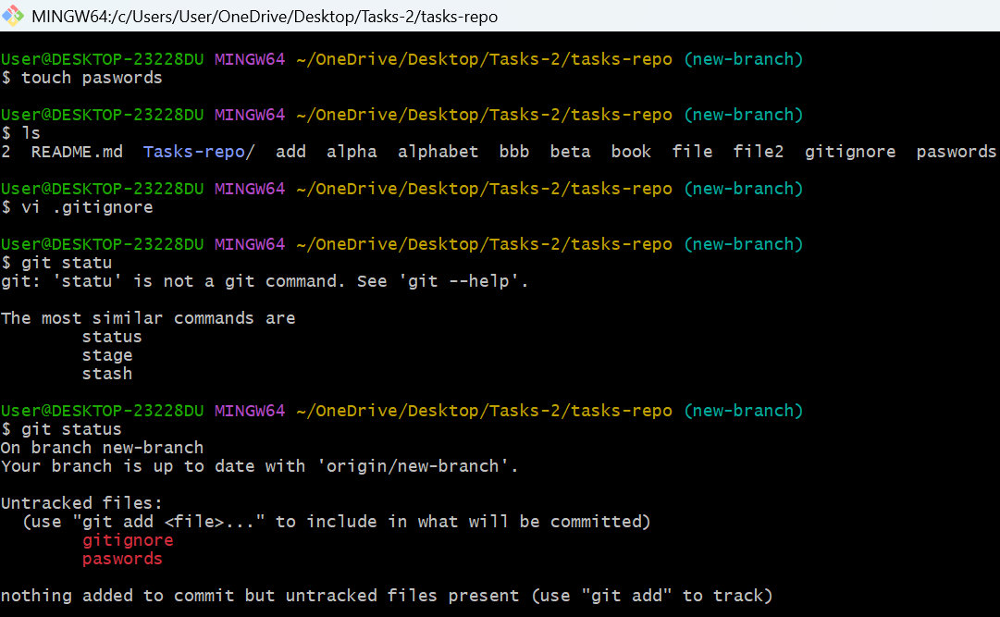 MINGW64:/c/Users/User/OneDrive/Desktop/Tasks-2/tasks-repo
User@DESKTOP-23228DU MINGW64 ~/OneDrive/Desktop/Tasks-2/tasks-repo (new-branch)
$ touch paswords
User@DESKTOP-23228DU MINGW64 ~/OneDrive/Desktop/Tasks-2/tasks-repo (new-branch)
$ ls
2  README.md  Tasks-repo/  add  alpha  alphabet  bbb  beta  book  file  file2  gitignore  paswords
User@DESKTOP-23228DU MINGW64 ~/OneDrive/Desktop/Tasks-2/tasks-repo (new-branch)
$ vi .gitignore
User@DESKTOP-23228DU MINGW64 ~/OneDrive/Desktop/Tasks-2/tasks-repo (new-branch)
$ git statu
git: 'statu' is not a git command. See 'git --help'.
The most similar commands are
        status
        stage
        stash
User@DESKTOP-23228DU MINGW64 ~/OneDrive/Desktop/Tasks-2/tasks-repo (new-branch)
$ git status
On branch new-branch
Your branch is up to date with 'origin/new-branch'.
Untracked files:
  (use "git add <file>..." to include in what will be committed)
        gitignore
        paswords
nothing added to commit but untracked files present (use "git add" to track)